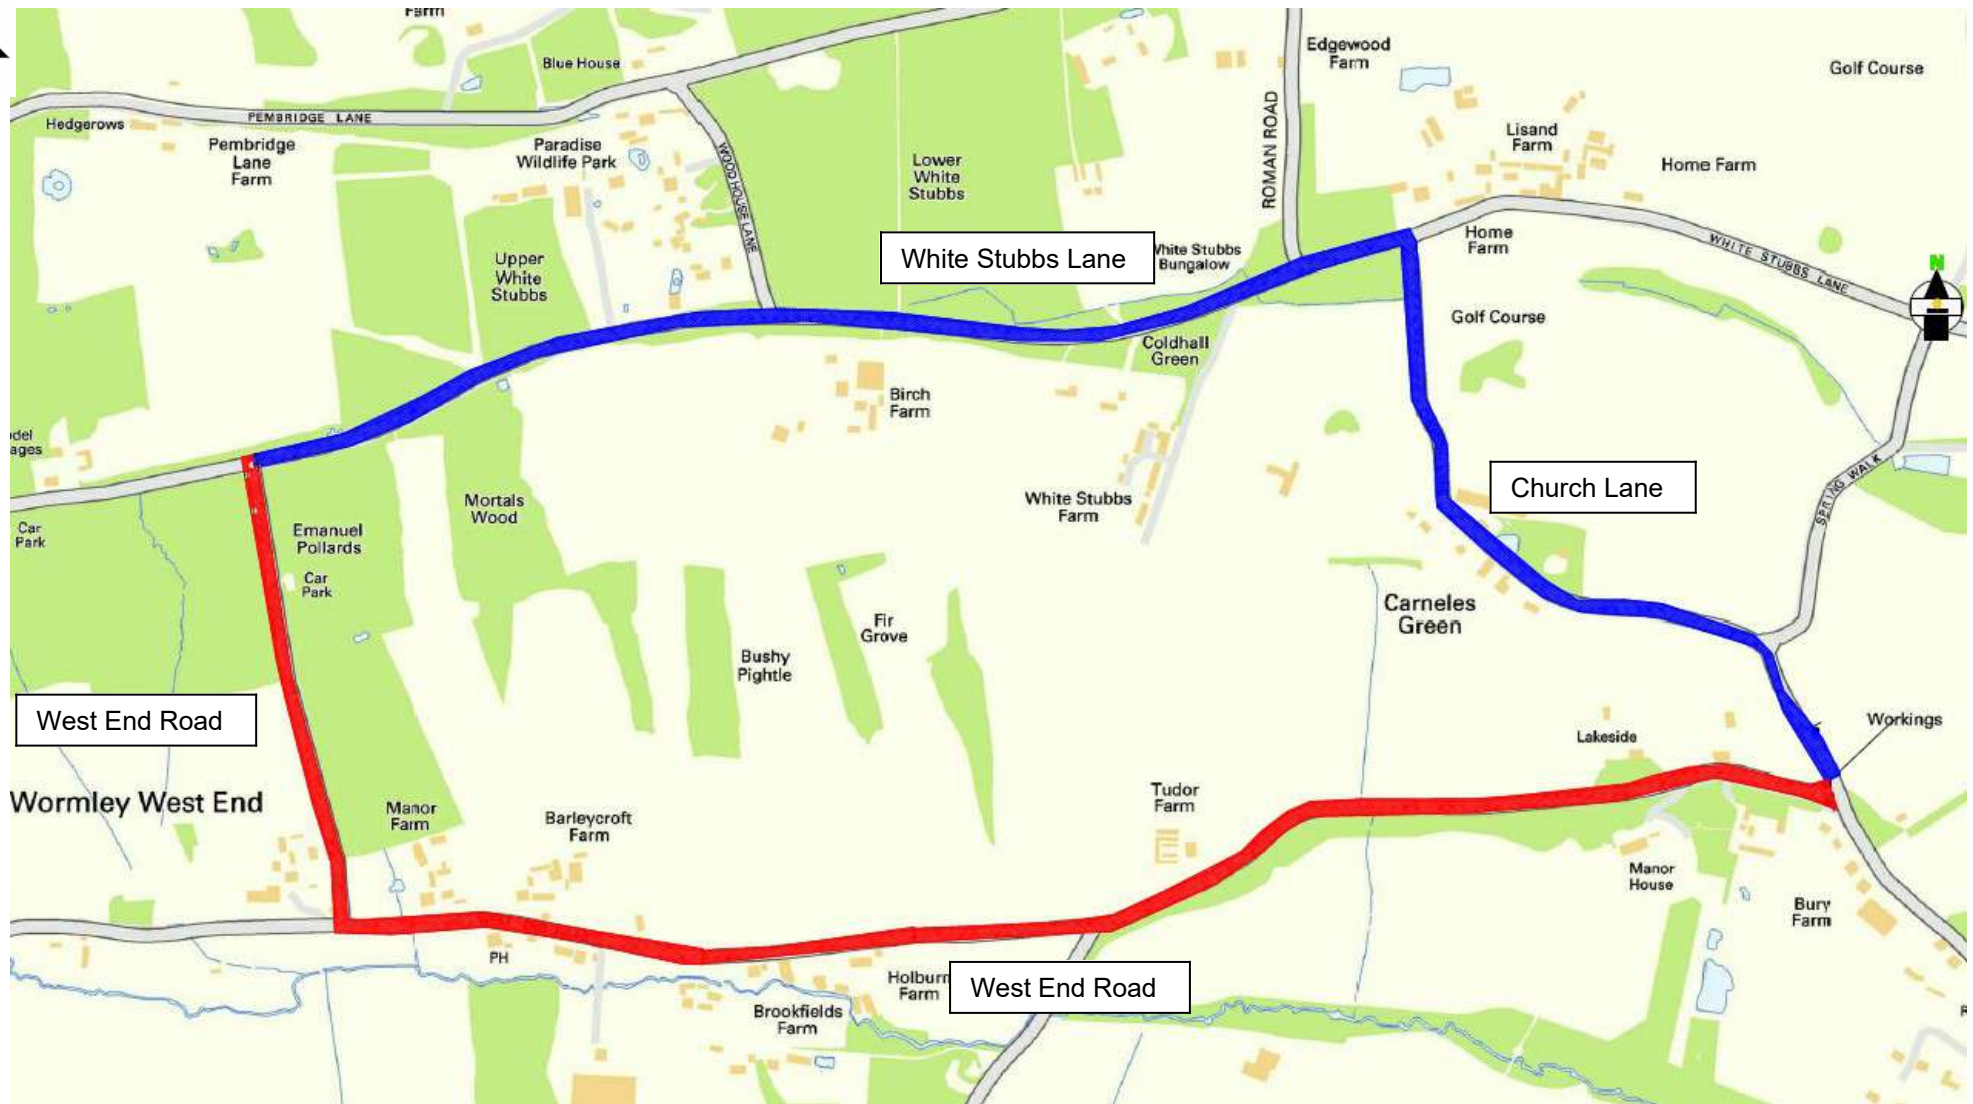 Farm
Blue House
Hedgerows
PEMBRIDGE LANE
Pembridge
Lane
Farm
Paradise
Wildlife Park
WOODHOUSE LANE
Lower
White
Stubbs
ROMAN ROAD
Edgewood
Farm
Golf Course
Lisand
Farm
Home Farm
Home
Farm
WHITE STUBBS LANE
N
White Stubbs Lane
White Stubbs
Bungalow
Upper
White
Stubbs
Golf Course
Coldhall
Green
Birch
Farm
Church Lane
SPRING WALK
White Stubbs
Farm
Mortals
Wood
Emanuel
Pollards
Car
Park
Car
Park
Carneles
Green
Fir
Grove
Bushy
Pightle
West End Road
Workings
Lakeside
Wormley West End
Manor
Farm
Barleycroft
Farm
Tudor
Farm
Manor
House
Bury
Farm
PH
Holburn
Farm
West End Road
Brookfields
Farm